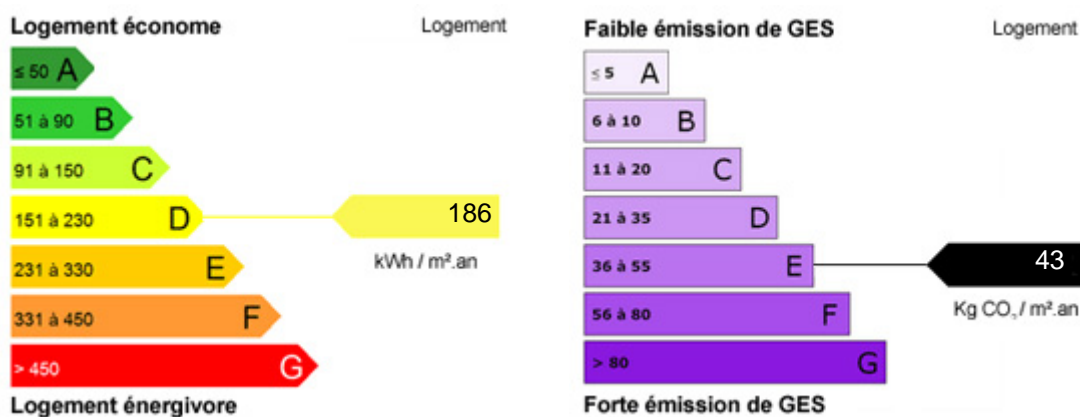 Logement économe Logement
≤ 50 A
51 à 90 B
91 à 150 C
151 à 230 D 186
kWh / m².an
231 à 330 E
331 à 450 F
> 450 G
Logement énergivore
Faible émission de GES Logement
≤ 5 A
6 à 10 B
11 à 20 C
21 à 35 D
36 à 55 E 43
Kg CO₂ / m².an
56 à 80 F
> 80 G
Forte émission de GES